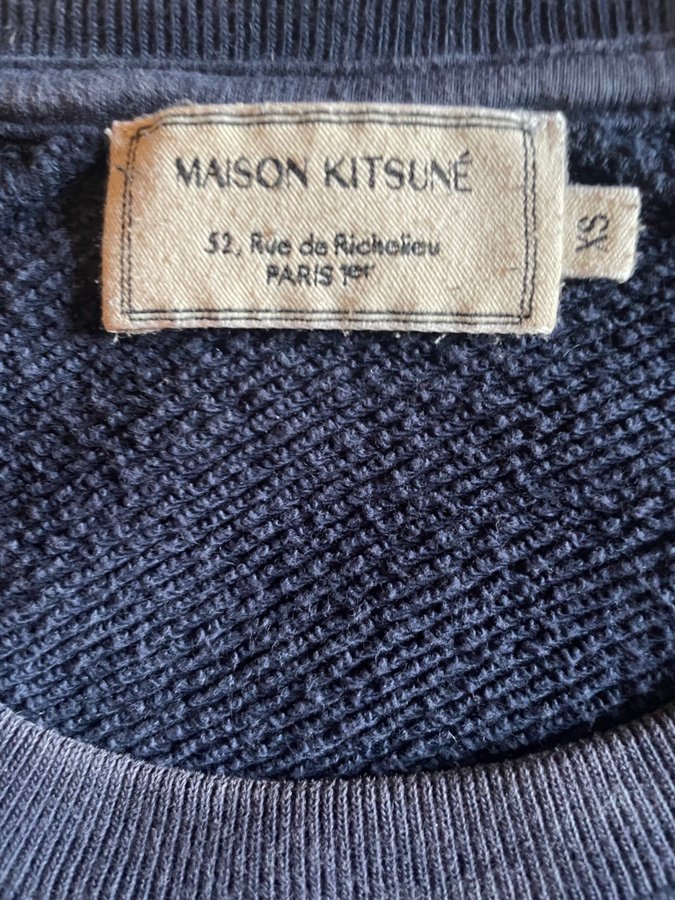 MAISON KITSUNÉ
52, Rue de Richelieu
PARIS 1er
XS